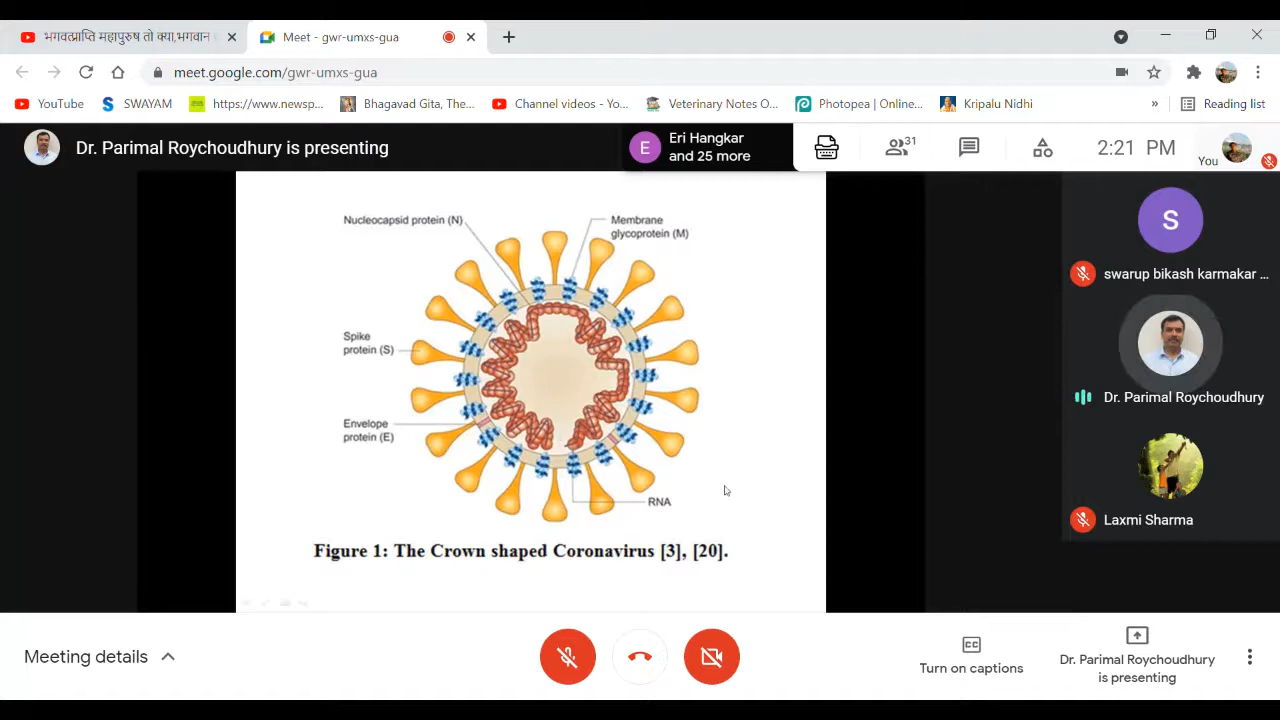 भगवत्प्राप्ति महापुरुष तो क्या,भगवान
Meet - gwr-umxs-gua
meet.google.com/gwr-umxs-gua
YouTube
SWAYAM
https://www.newsp...
Bhagavad Gita, The...
Channel videos - Yo...
Veterinary Notes O...
Photopea | Online...
Kripalu Nidhi
»
Reading list
Dr. Parimal Roychoudhury is presenting
E
Eri Hangkar
and 25 more
31
2:21 PM
You
Nucleocapsid protein (N)
Membrane
glycoprotein (M)
Spike
protein (S)
Envelope
protein (E)
RNA
Figure 1: The Crown shaped Coronavirus [3], [20].
S
swarup bikash karmakar ...
Dr. Parimal Roychoudhury
Laxmi Sharma
Meeting details
CC
Turn on captions
Dr. Parimal Roychoudhury
is presenting